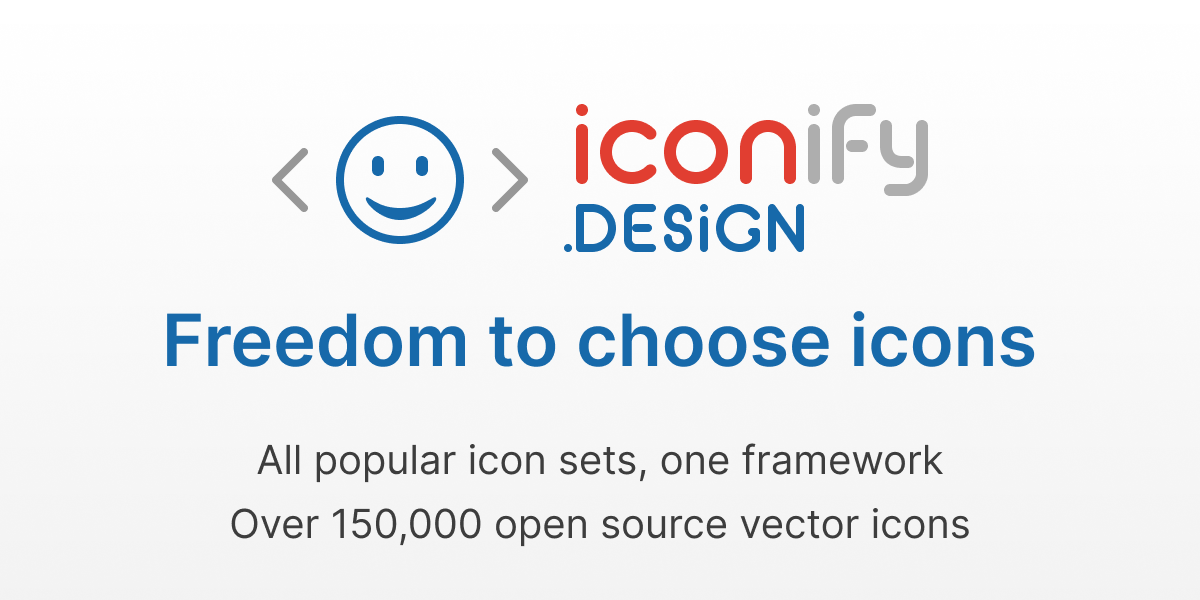 iconify
.DESiGN
Freedom to choose icons
All popular icon sets, one framework
Over 150,000 open source vector icons